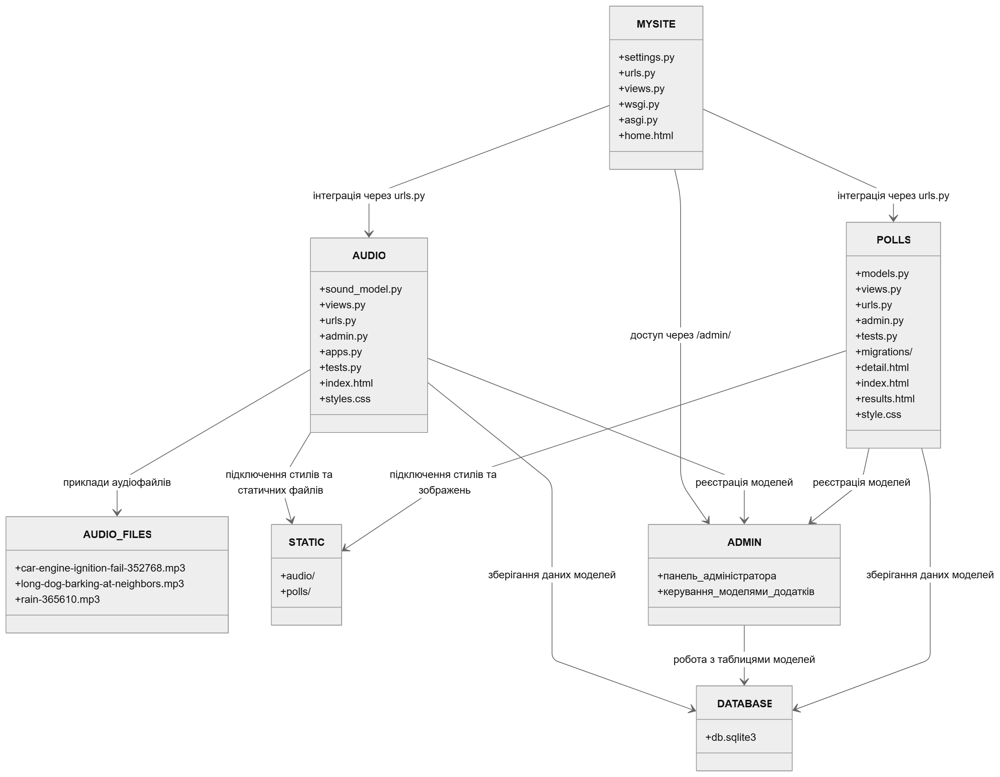 MYSITE
+settings.py
+urls.py
+views.py
+wsgi.py
+asgi.py
+home.html
інтеграція через urls.py
інтеграція через urls.py
AUDIO
+sound_model.py
+views.py
+urls.py
+admin.py
+apps.py
+tests.py
+index.html
+styles.css
доступ через /admin/
POLLS
+models.py
+views.py
+urls.py
+admin.py
+tests.py
+migrations/
+detail.html
+index.html
+results.html
+style.css
приклади аудіофайлів
підключення стилів та
статичних файлів
підключення стилів та
зображень
реєстрація моделей
реєстрація моделей
AUDIO_FILES
+car-engine-ignition-fail-352768.mp3
+long-dog-barking-at-neighbors.mp3
+rain-365610.mp3
STATIC
+audio/
+polls/
зберігання даних моделей
ADMIN
+панель_адміністратора
+керування_моделями_додатків
зберігання даних моделей
робота з таблицями моделей
DATABASE
+db.sqlite3